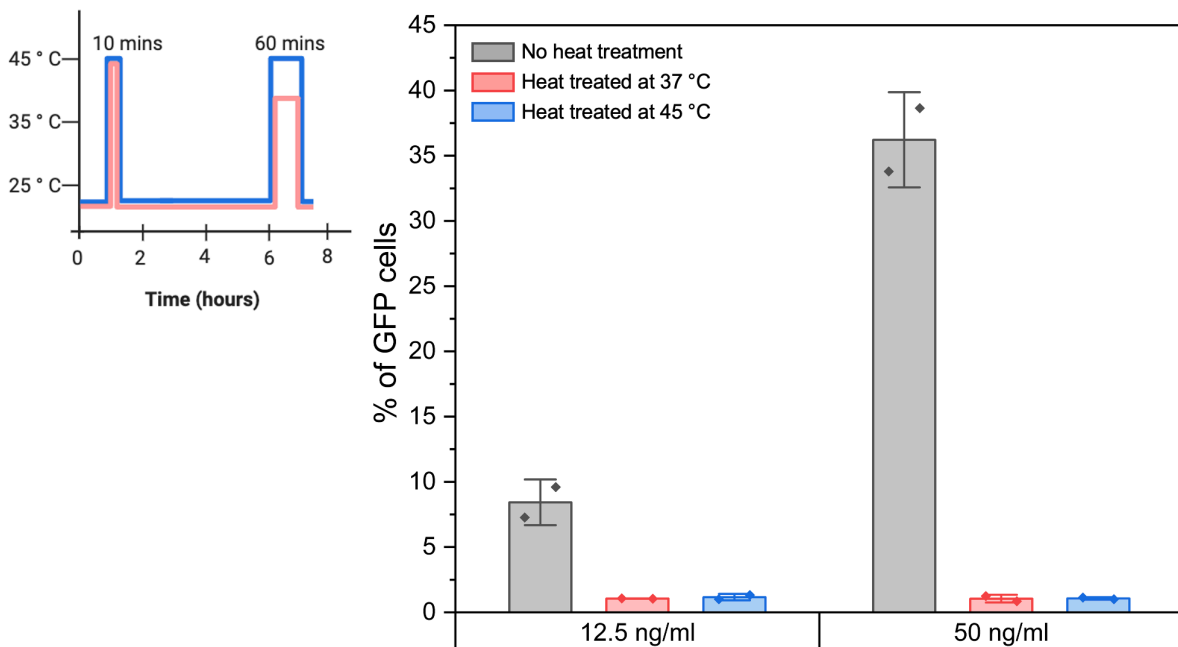 10 mins
60 mins
45 ° C
35 ° C
25 ° C
0 2 4 6 8
Time (hours)
% of GFP cells
45
40
35
30
25
20
15
10
5
0
No heat treatment
Heat treated at 37 °C
Heat treated at 45 °C
12.5 ng/ml
50 ng/ml